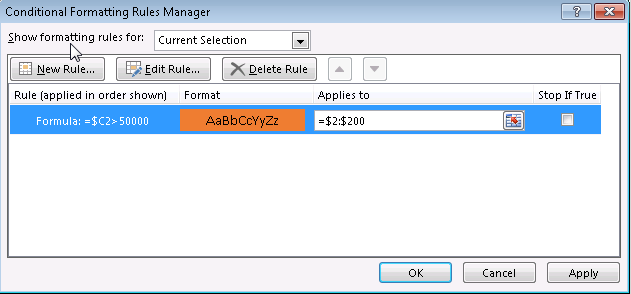 Conditional Formatting Rules Manager
Show formatting rules for: Current Selection
New Rule... Edit Rule... Delete Rule
Rule (applied in order shown) Format Applies to Stop If True
Formula: =$C2>50000 AaBbCcYyZz =$2:$200
OK Cancel Apply